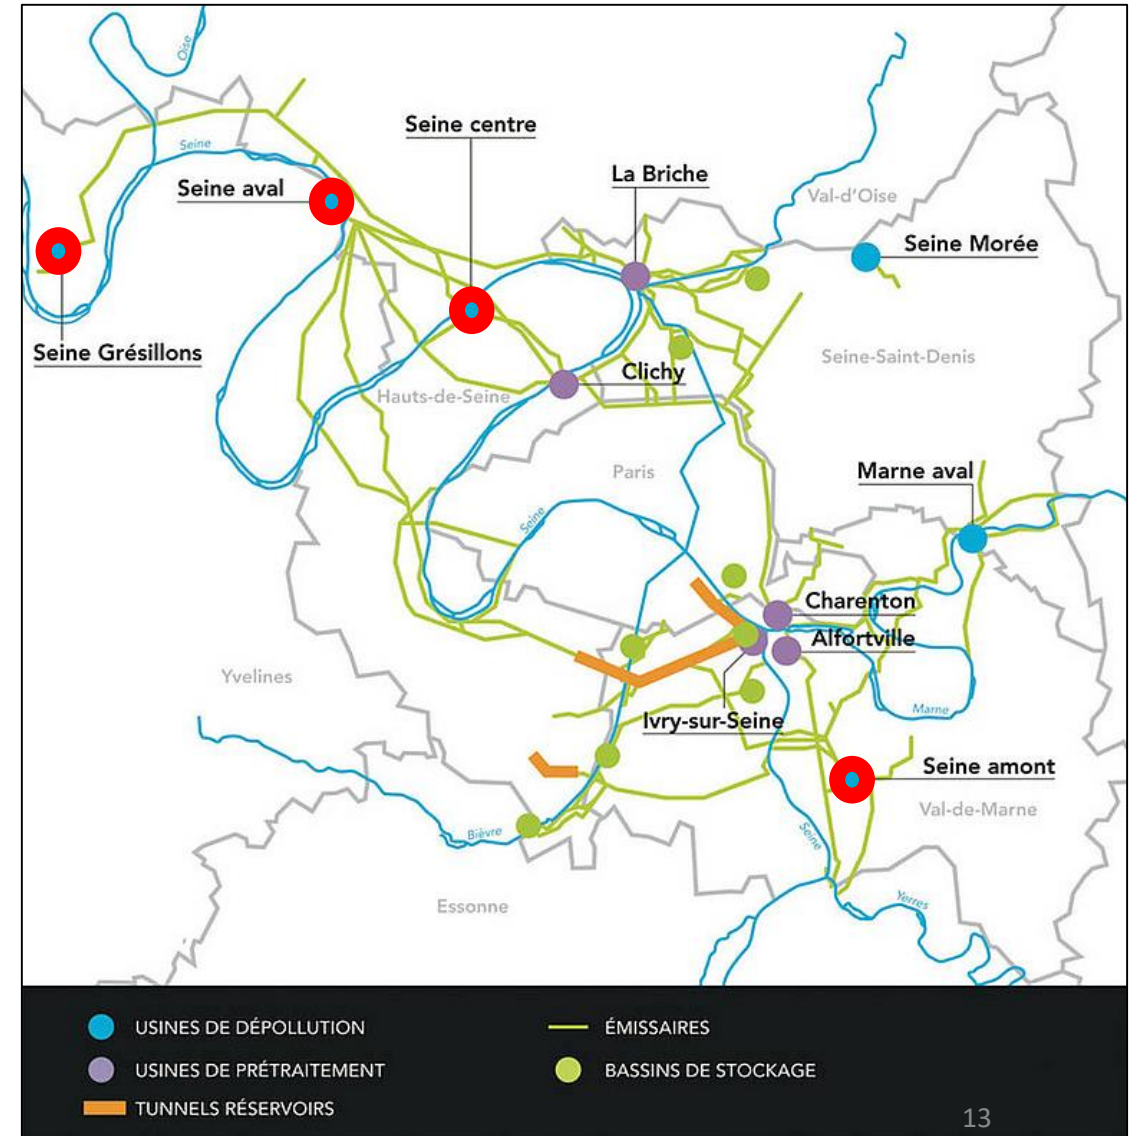 Oise
Seine centre
Seine
La Briche
Seine aval
Val-d'Oise
Seine Morée
Seine Grésillons
Seine-Saint-Denis
Clichy
Hauts-de-Seine
Paris
Marne aval
Seine
Charenton
Alfortville
Yvelines
Marne
Ivry-sur-Seine
Seine amont
Val-de-Marne
Bièvre
Seine
Yerres
Essonne
USINES DE DÉPOLLUTION
ÉMISSAIRES
USINES DE PRÉTRAITEMENT
BASSINS DE STOCKAGE
TUNNELS RÉSERVOIRS
13